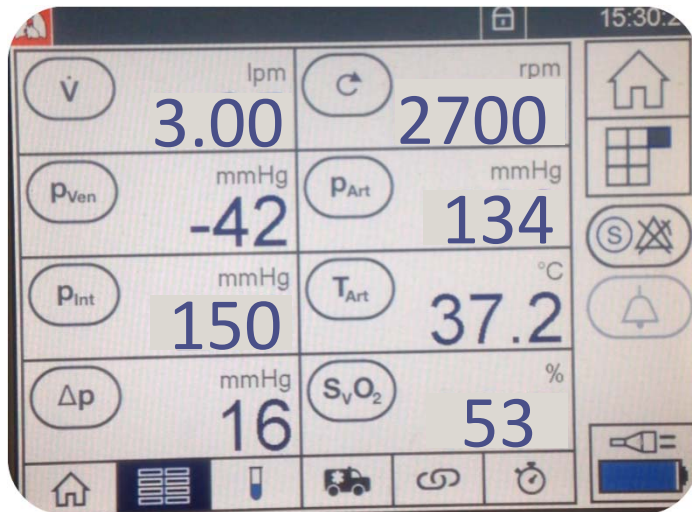 15:30:2
V̇ lpm 3.00
rpm 2700
pVen mmHg -42
pArt mmHg 134
pInt mmHg 150
TArt °C 37.2
Δp mmHg 16
SvO2 % 53
S